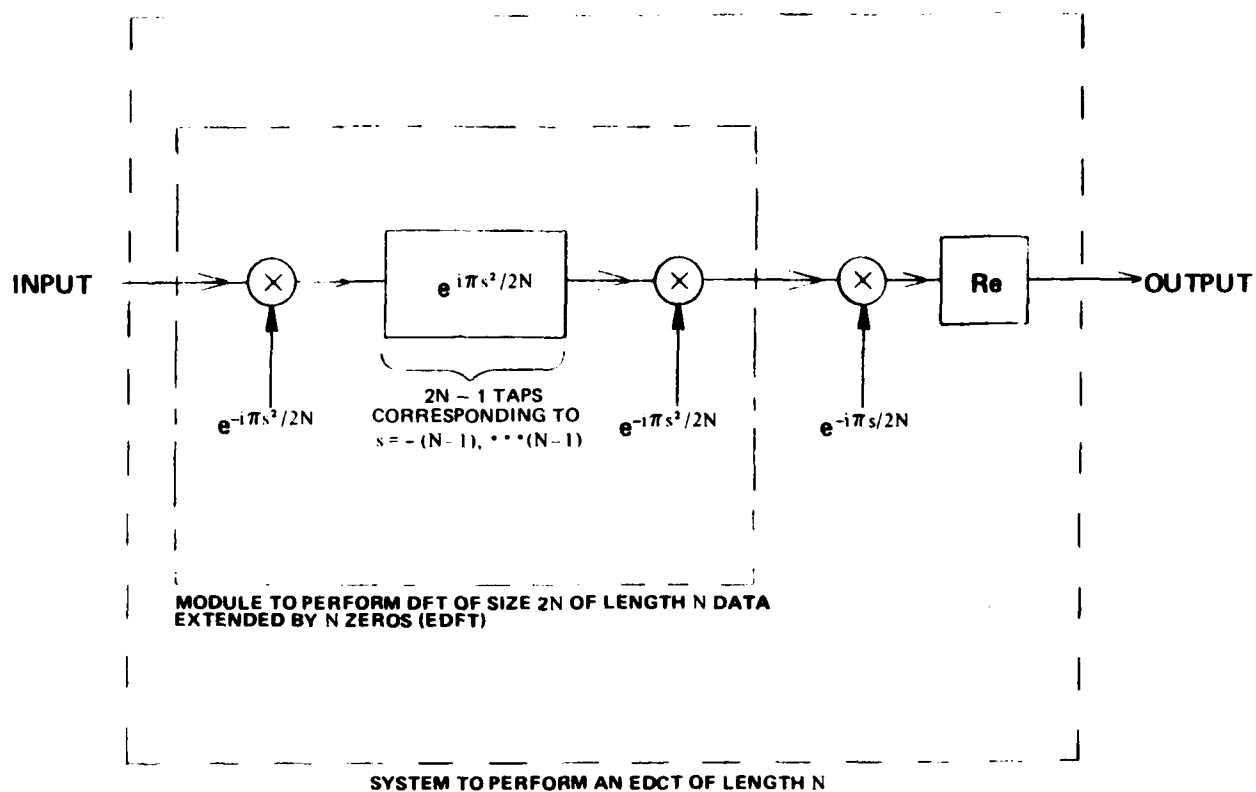 INPUT
×
e^{iπs²/2N}
×
×
Re
OUTPUT
e^{-iπs²/2N}
2N - 1 TAPS
CORRESPONDING TO
s = - (N- 1), •••(N-1)
e^{-iπs²/2N}
e^{-iπs/2N}
MODULE TO PERFORM DFT OF SIZE 2N OF LENGTH N DATA
EXTENDED BY N ZEROS (EDFT)
SYSTEM TO PERFORM AN EDCT OF LENGTH N